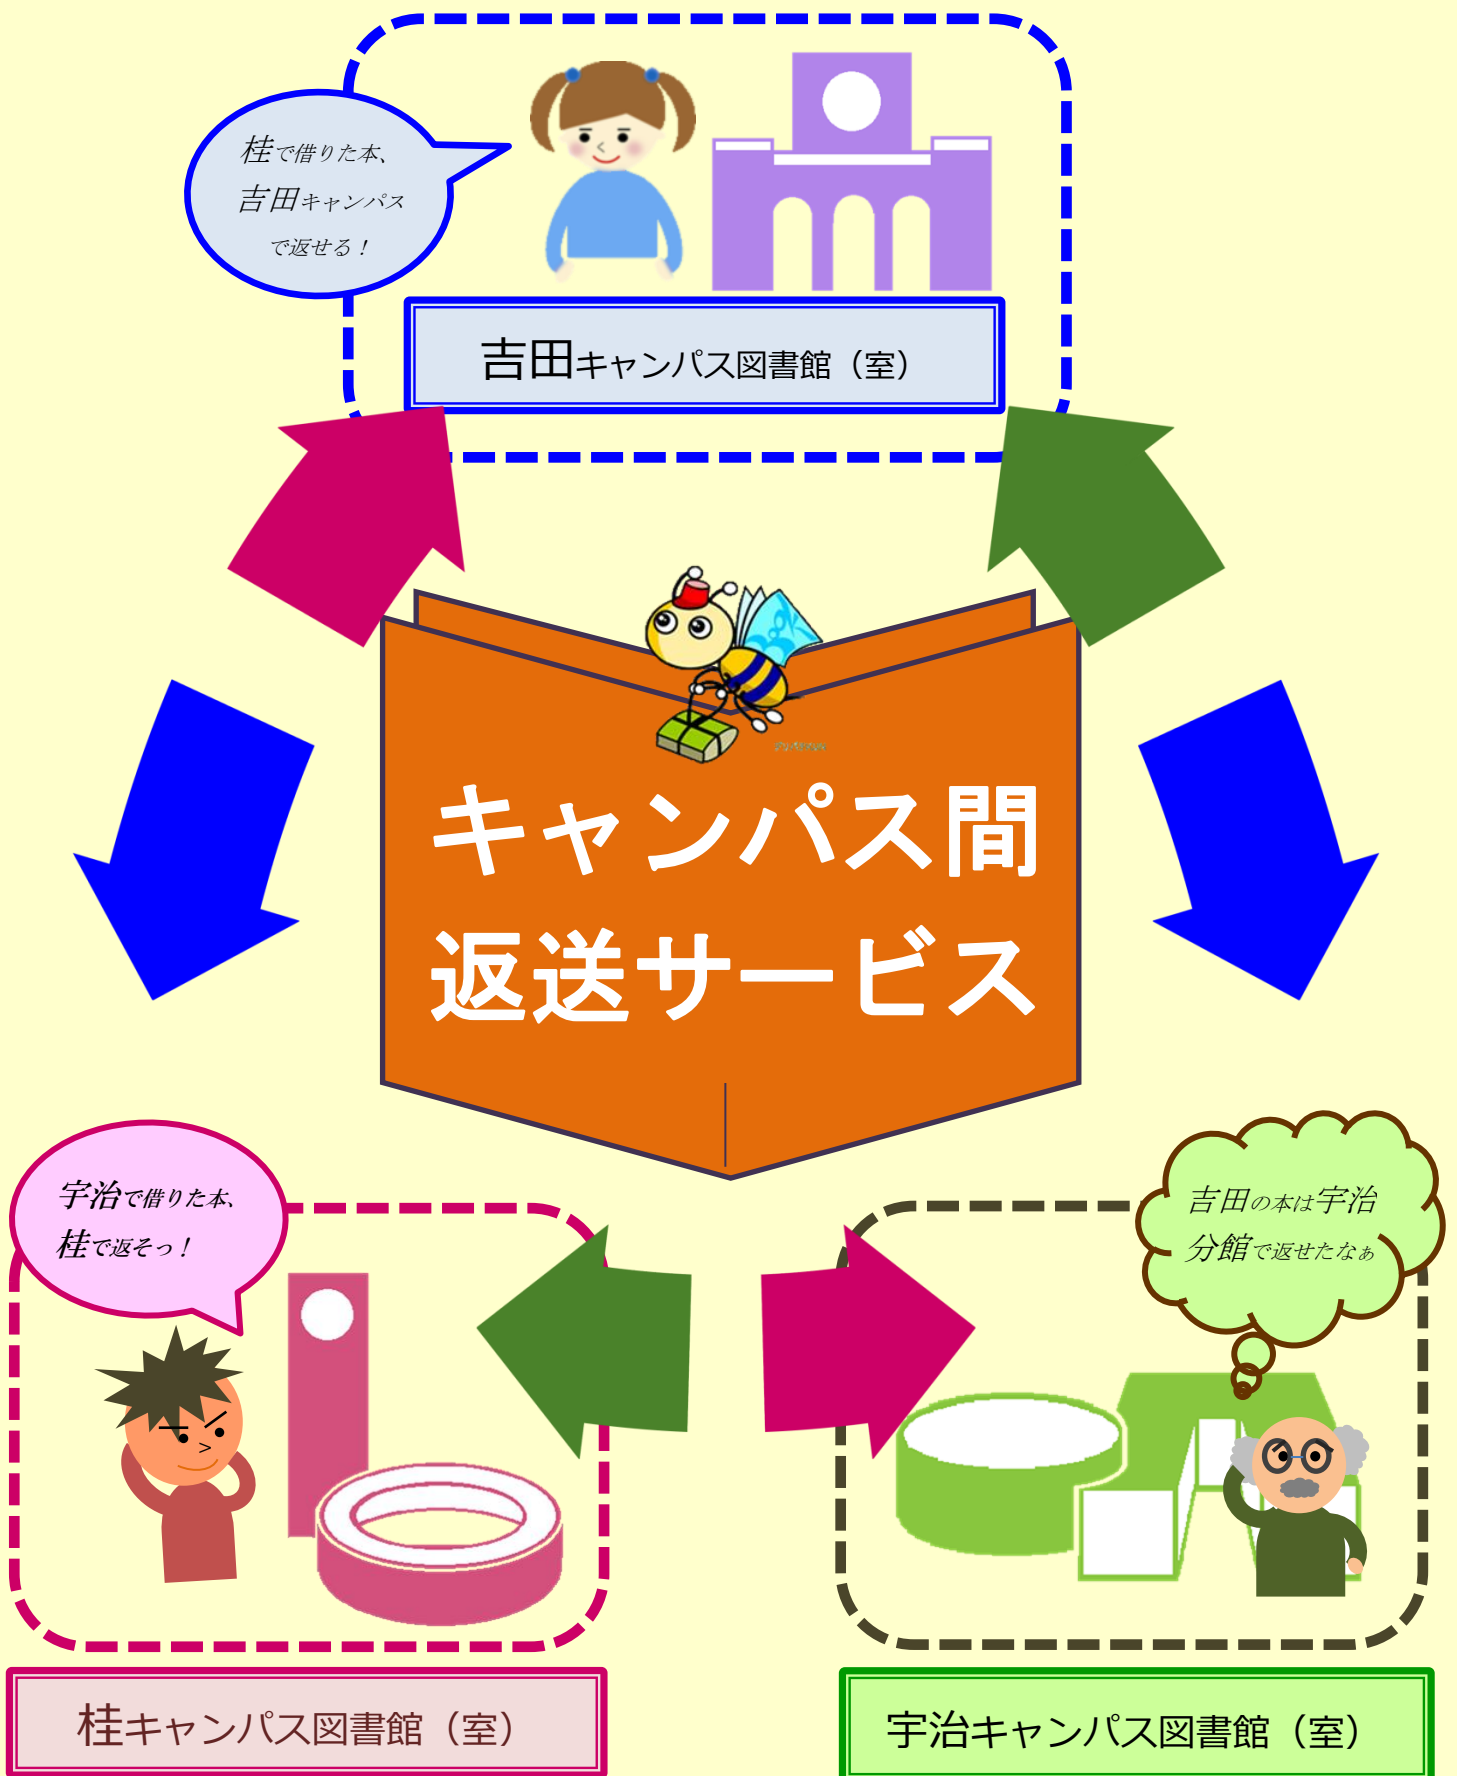 桂で借りた本、
吉田キャンパス
で返せる！
吉田キャンパス図書館（室）
キャンパス間
返送サービス
宇治で借りた本、
桂で返そっ！
吉田の本は宇治
分館で返せたなぁ
桂キャンパス図書館（室）
宇治キャンパス図書館（室）